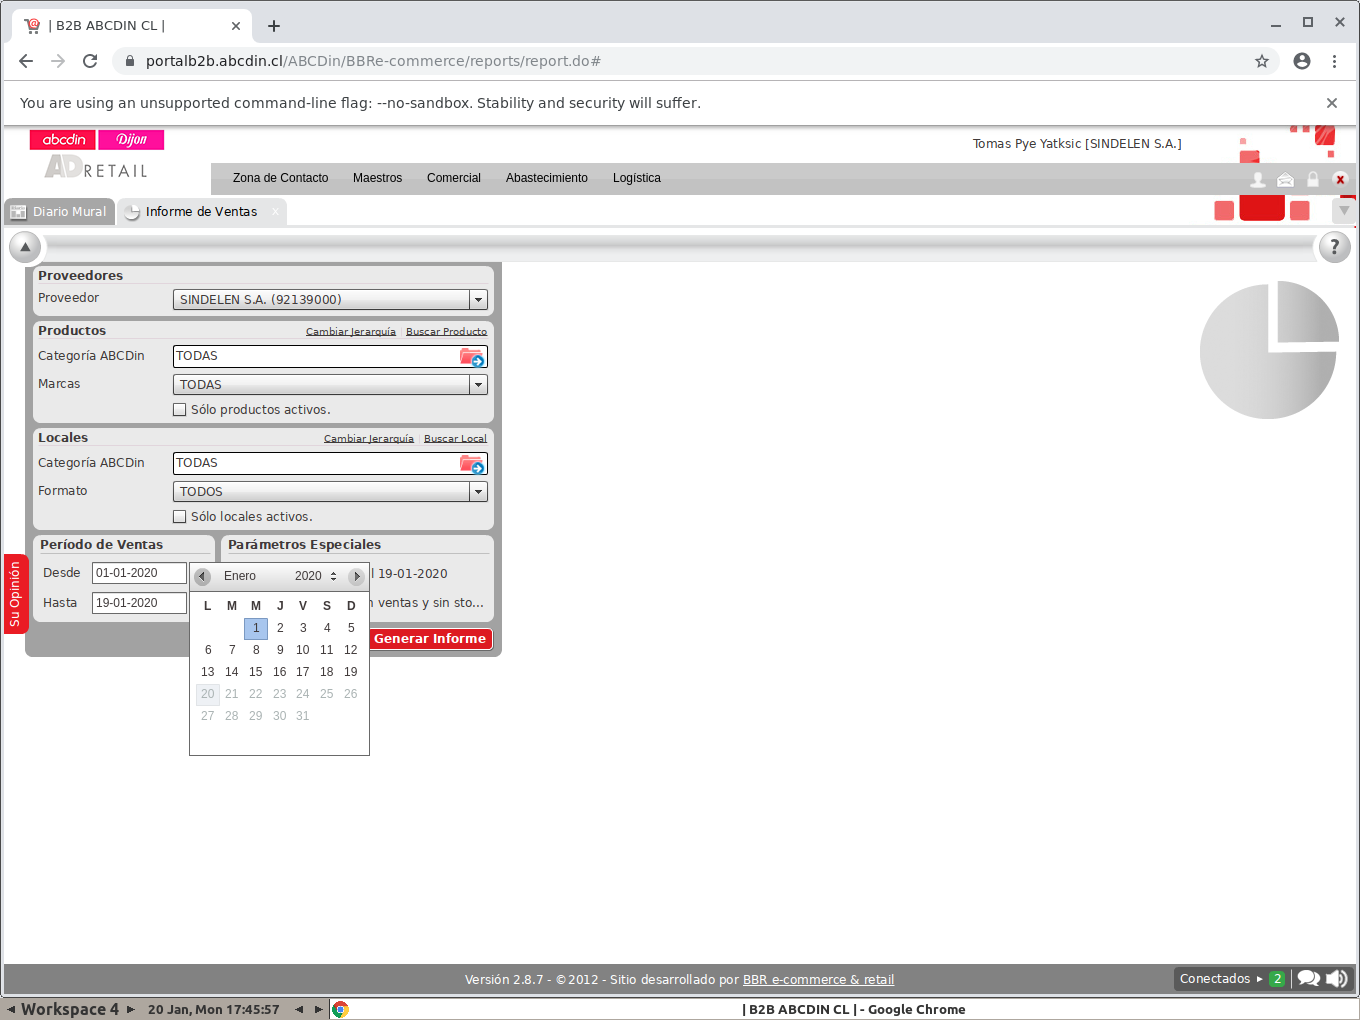 | B2B ABCDIN CL |
portalb2b.abcdin.cl/ABCDin/BBRe-commerce/reports/report.do#
You are using an unsupported command-line flag: --no-sandbox. Stability and security will suffer.
abcdin Dijon
ADRETAIL
Tomas Pye Yatksic [SINDELEN S.A.]
Zona de Contacto Maestros Comercial Abastecimiento Logística
Diario Mural Informe de Ventas x
?
Proveedores
Proveedor SINDELEN S.A. (92139000)
Productos Cambiar Jerarquía | Buscar Producto
Categoría ABCDin TODAS
Marcas TODAS
Sólo productos activos.
Locales Cambiar Jerarquía | Buscar Local
Categoría ABCDin TODAS
Formato TODOS
Sólo locales activos.
Período de Ventas Parámetros Especiales
Desde 01-01-2020 l 19-01-2020
Hasta 19-01-2020 ventas y sin sto...
Su Opinión
Enero 2020
L M M J V S D
1 2 3 4 5
6 7 8 9 10 11 12
13 14 15 16 17 18 19
20 21 22 23 24 25 26
27 28 29 30 31
Generar Informe
Versión 2.8.7 - ©2012 - Sitio desarrollado por BBR e-commerce & retail
Conectados 2
Workspace 4 20 Jan, Mon 17:45:57 | B2B ABCDIN CL | - Google Chrome